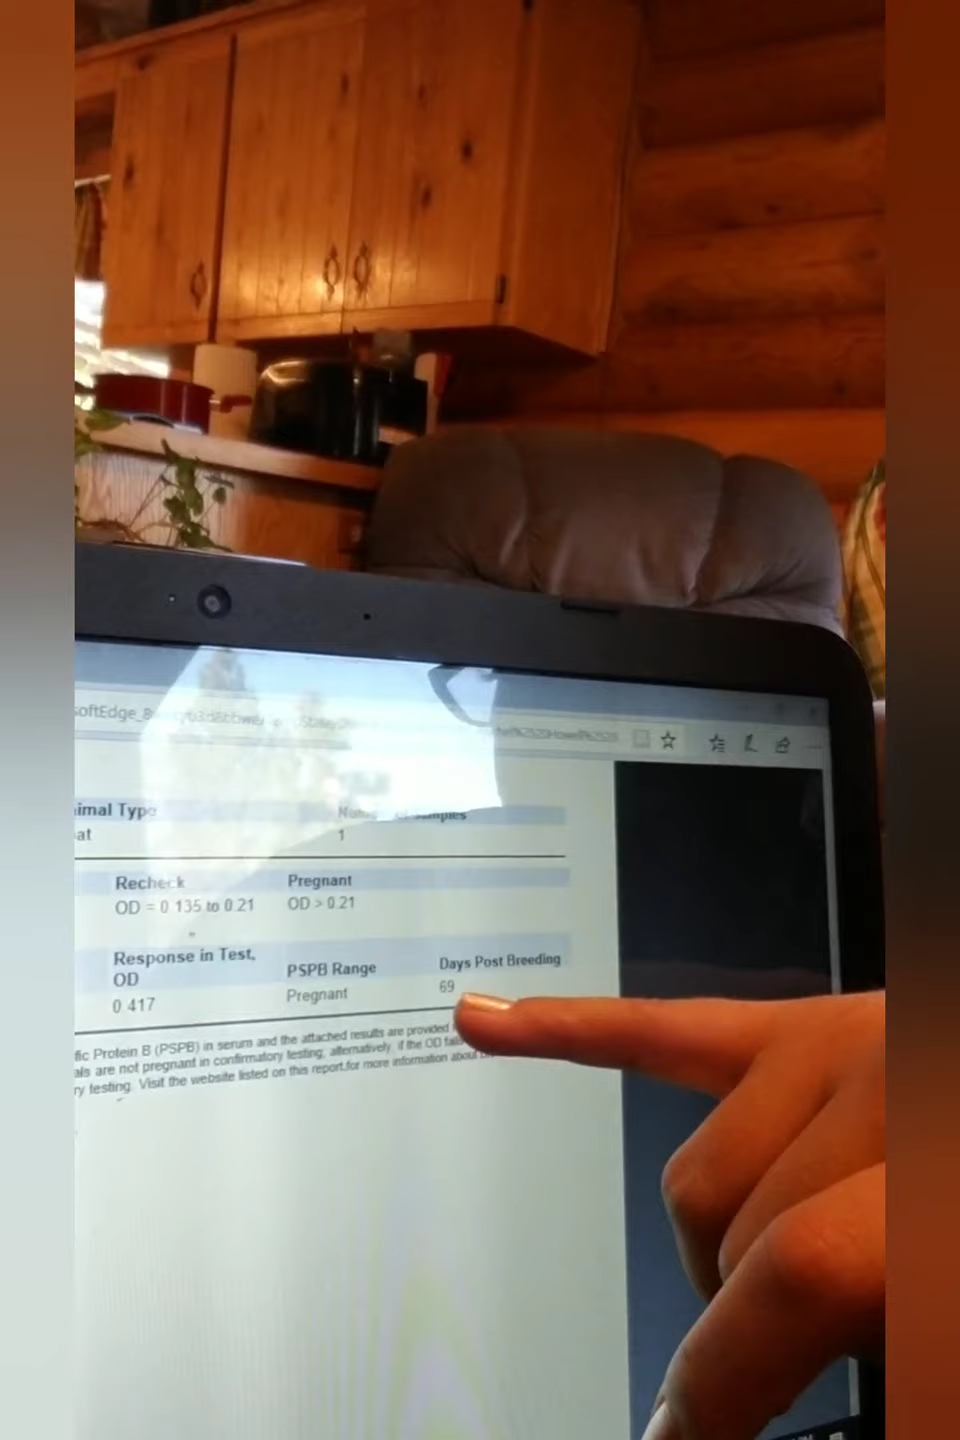 softEdge_8
imal Type
at
1
Recheck Pregnant
OD = 0 135 to 0.21 OD > 0.21
Response in Test, OD PSPB Range Days Post Breeding
0.417 Pregnant 69
fic Protein B (PSPB) in serum and the attached results are provided
als are not pregnant in confirmatory testing, alternatively, if the OD falls
ry testing. Visit the website listed on this report for more information about